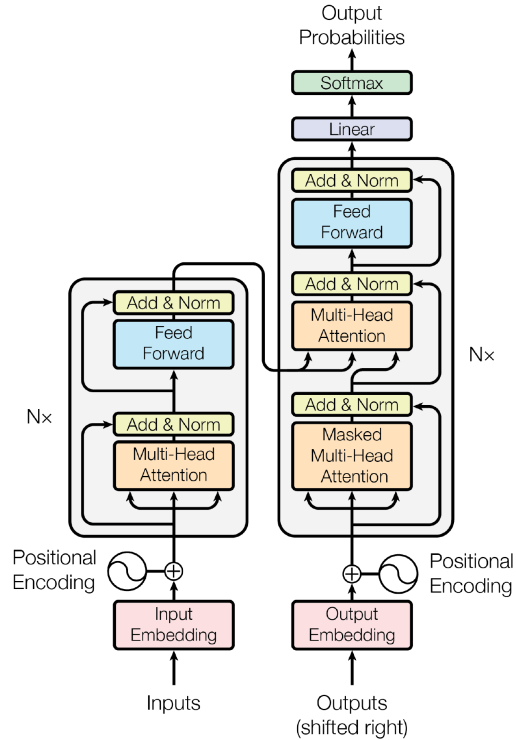 Output
Probabilities
Softmax
Linear
Add & Norm
Feed
Forward
Add & Norm
Multi-Head
Attention
Add & Norm
Masked
Multi-Head
Attention
Nx
Positional
Encoding
Output
Embedding
Outputs
(shifted right)
Add & Norm
Feed
Forward
Add & Norm
Multi-Head
Attention
N×
Positional
Encoding
Input
Embedding
Inputs